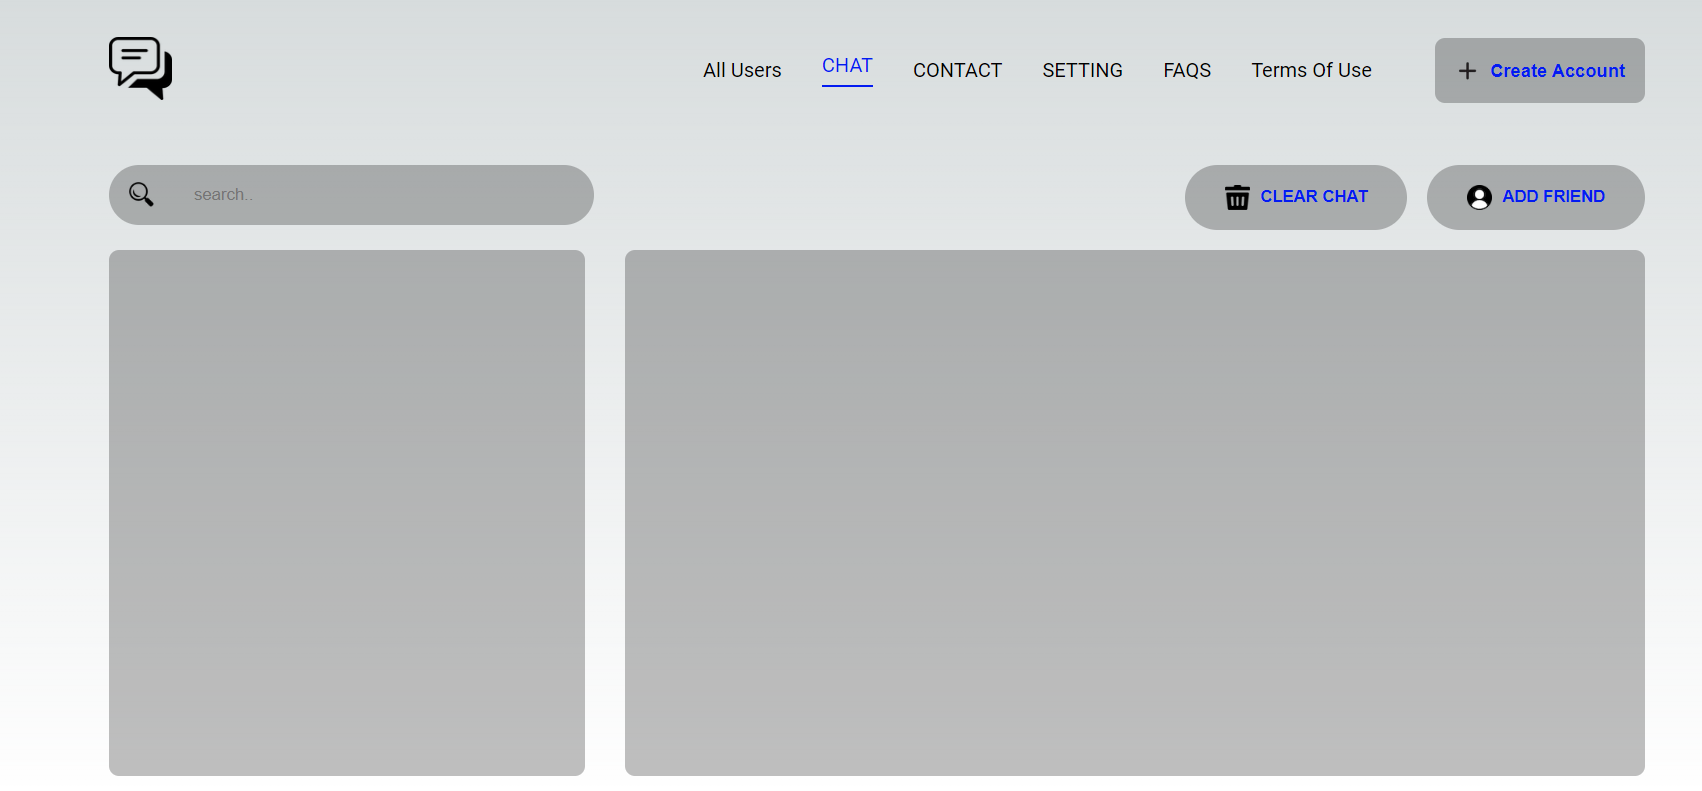 All Users CHAT CONTACT SETTING FAQS Terms Of Use Create Account
search.. CLEAR CHAT ADD FRIEND